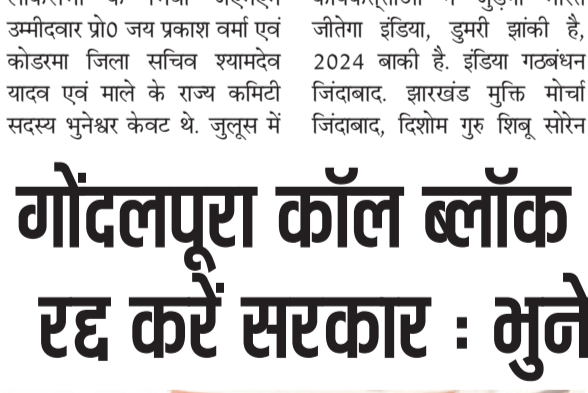 उम्मीदवार प्रो0 जय प्रकाश वर्मा एवं
कोडरमा जिला सचिव श्यामदेव
यादव एवं माले के राज्य कमिटी
सदस्य भुनेश्वर केवट थे. जुलूस में
जीतेगा इंडिया, डुमरी झांकी है,
2024 बाकी है. इंडिया गठबंधन
जिंदाबाद. झारखंड मुक्ति मोर्चा
जिंदाबाद, दिशोम गुरु शिबू सोरेन
गोंदलपूरा कॉल ब्लॉक
रद्द करें सरकार : भुने